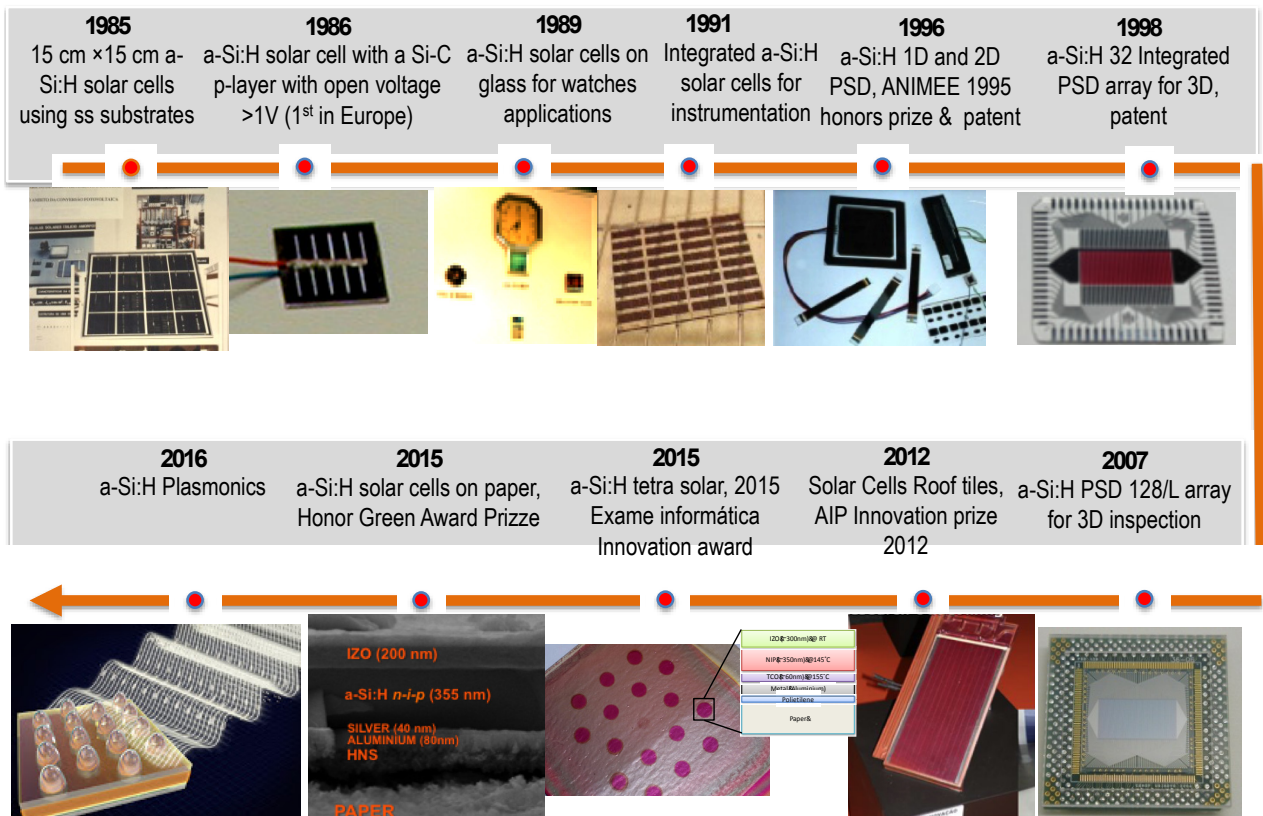 1985
15 cm ×15 cm a-
Si:H solar cells
using ss substrates
1986
a-Si:H solar cell with a Si-C
p-layer with open voltage
>1V (1st in Europe)
1989
a-Si:H solar cells on
glass for watches
applications
1991
Integrated a-Si:H
solar cells for
instrumentation
1996
a-Si:H 1D and 2D
PSD, ANIMEE 1995
honors prize & patent
1998
a-Si:H 32 Integrated
PSD array for 3D,
patent
2016
a-Si:H Plasmonics
2015
a-Si:H solar cells on paper,
Honor Green Award Prizze
2015
a-Si:H tetra solar, 2015
Exame informática
Innovation award
2012
Solar Cells Roof tiles,
AIP Innovation prize
2012
2007
a-Si:H PSD 128/L array
for 3D inspection
IZO (200 nm)
a-Si:H n-i-p (355 nm)
SILVER (40 nm)
ALUMINIUM (80nm)
HNS
PAPER
Polietilene
Paper&